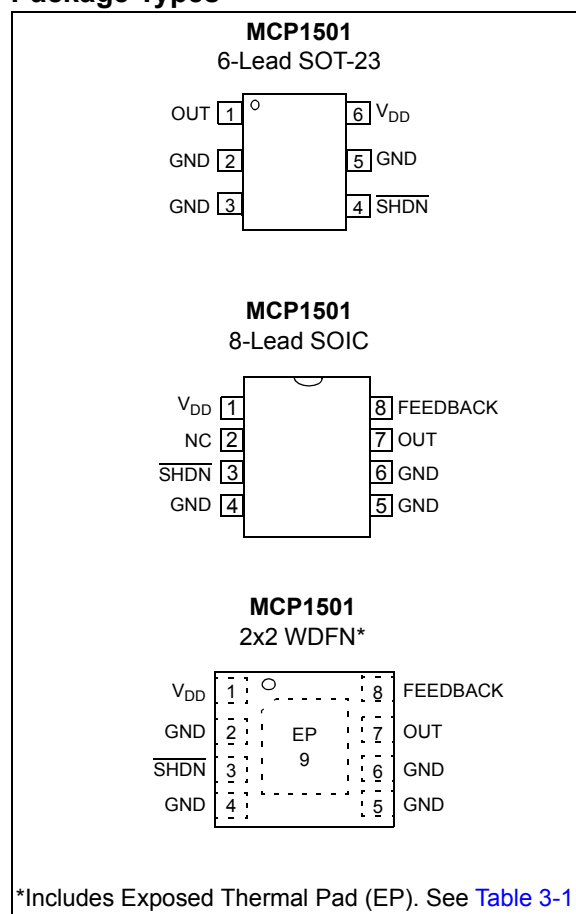 Package Types
MCP1501
6-Lead SOT-23
OUT 1 6 VDD
GND 2 5 GND
GND 3 4 SHDN
MCP1501
8-Lead SOIC
VDD 1 8 FEEDBACK
NC 2 7 OUT
SHDN 3 6 GND
GND 4 5 GND
MCP1501
2x2 WDFN*
VDD 1 8 FEEDBACK
GND 2 EP 7 OUT
SHDN 3 9 6 GND
GND 4 5 GND
*Includes Exposed Thermal Pad (EP). See Table 3-1